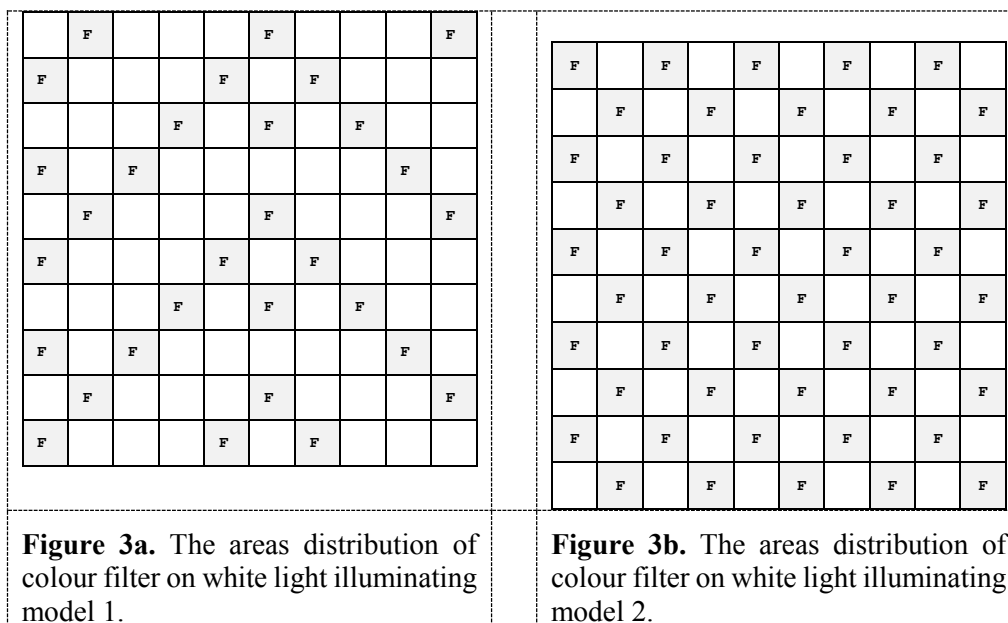 F F F
F F F
F F F
F F F
F F F
F F F
F F F
F F F
F F F
F F F
Figure 3a. The areas distribution of
colour filter on white light illuminating
model 1.
F F F F F
F F F F F
F F F F F
F F F F F
F F F F F
F F F F F
F F F F F
F F F F F
F F F F F
F F F F F
Figure 3b. The areas distribution of
colour filter on white light illuminating
model 2.